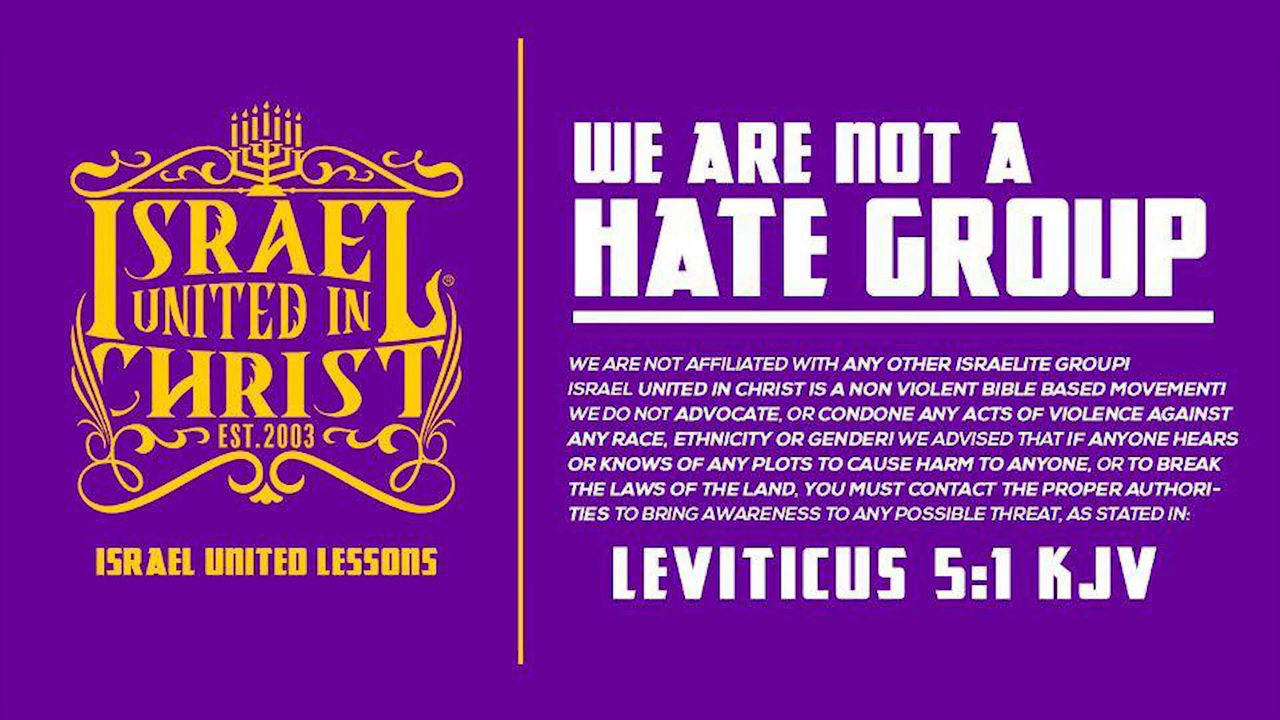 ISRAEL
UNITED IN
CHRIST
EST. 2003
®
ISRAEL UNITED LESSONS
WE ARE NOT A
HATE GROUP
WE ARE NOT AFFILIATED WITH ANY OTHER ISRAELITE GROUP!
ISRAEL UNITED IN CHRIST IS A NON VIOLENT BIBLE BASED MOVEMENT!
WE DO NOT ADVOCATE, OR CONDONE ANY ACTS OF VIOLENCE AGAINST
ANY RACE, ETHNICITY OR GENDER! WE ADVISED THAT IF ANYONE HEARS
OR KNOWS OF ANY PLOTS TO CAUSE HARM TO ANYONE, OR TO BREAK
THE LAWS OF THE LAND, YOU MUST CONTACT THE PROPER AUTHORI-
TIES TO BRING AWARENESS TO ANY POSSIBLE THREAT, AS STATED IN:
LEVITICUS 5:1 KJV